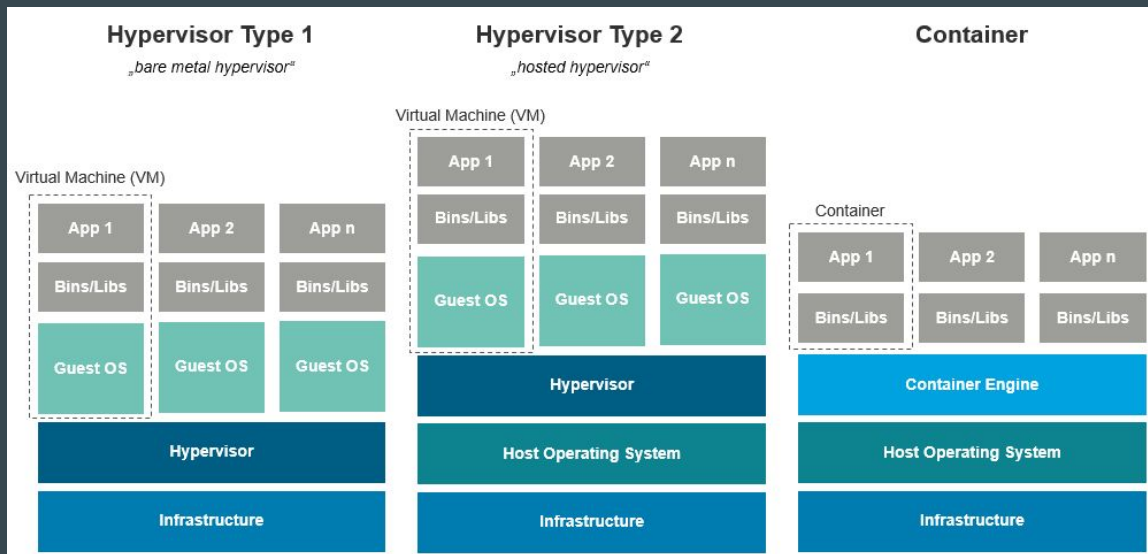 Hypervisor Type 1
„bare metal hypervisor“
Virtual Machine (VM)
App 1
App 2
App n
Bins/Libs
Bins/Libs
Bins/Libs
Guest OS
Guest OS
Guest OS
Hypervisor
Infrastructure
Hypervisor Type 2
„hosted hypervisor“
Virtual Machine (VM)
App 1
App 2
App n
Bins/Libs
Bins/Libs
Bins/Libs
Guest OS
Guest OS
Guest OS
Hypervisor
Host Operating System
Infrastructure
Container
Container
App 1
App 2
App n
Bins/Libs
Bins/Libs
Bins/Libs
Container Engine
Host Operating System
Infrastructure